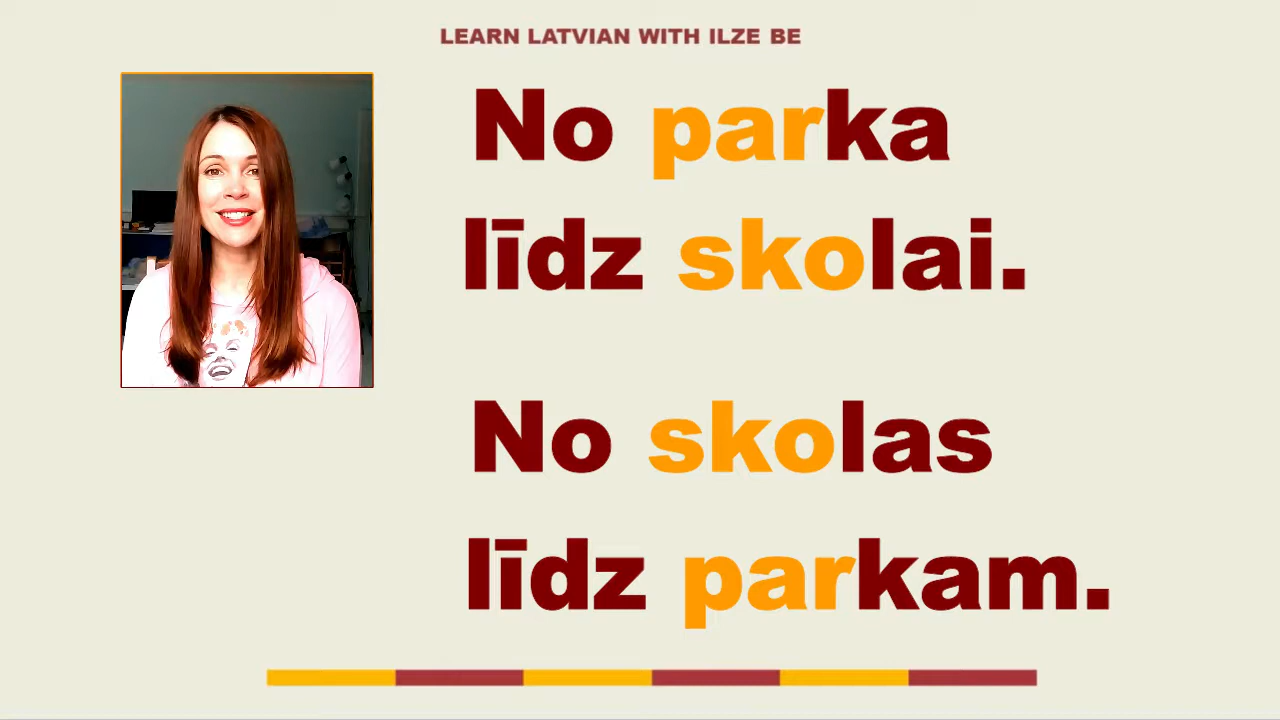 LEARN LATVIAN WITH ILZE BE
No parka
līdz skolai.
No skolas
līdz parkam.